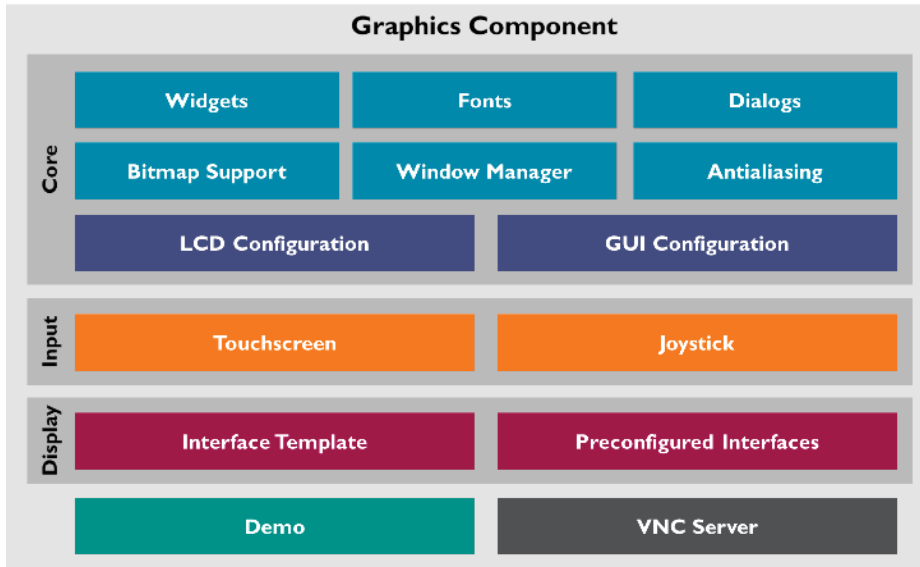 Graphics Component
Core
Widgets
Fonts
Dialogs
Bitmap Support
Window Manager
Antialiasing
LCD Configuration
GUI Configuration
Input
Touchscreen
Joystick
Display
Interface Template
Preconfigured Interfaces
Demo
VNC Server